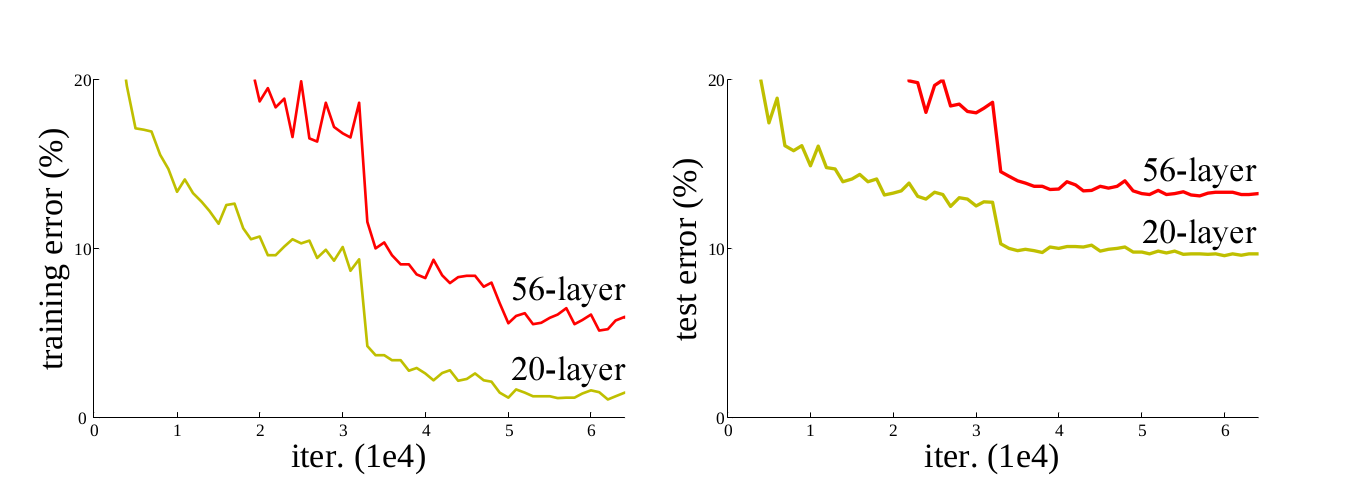 20
10
0
training error (%)
56-layer
20-layer
0 1 2 3 4 5 6
iter. (1e4)
20
10
0
test error (%)
56-layer
20-layer
0 1 2 3 4 5 6
iter. (1e4)